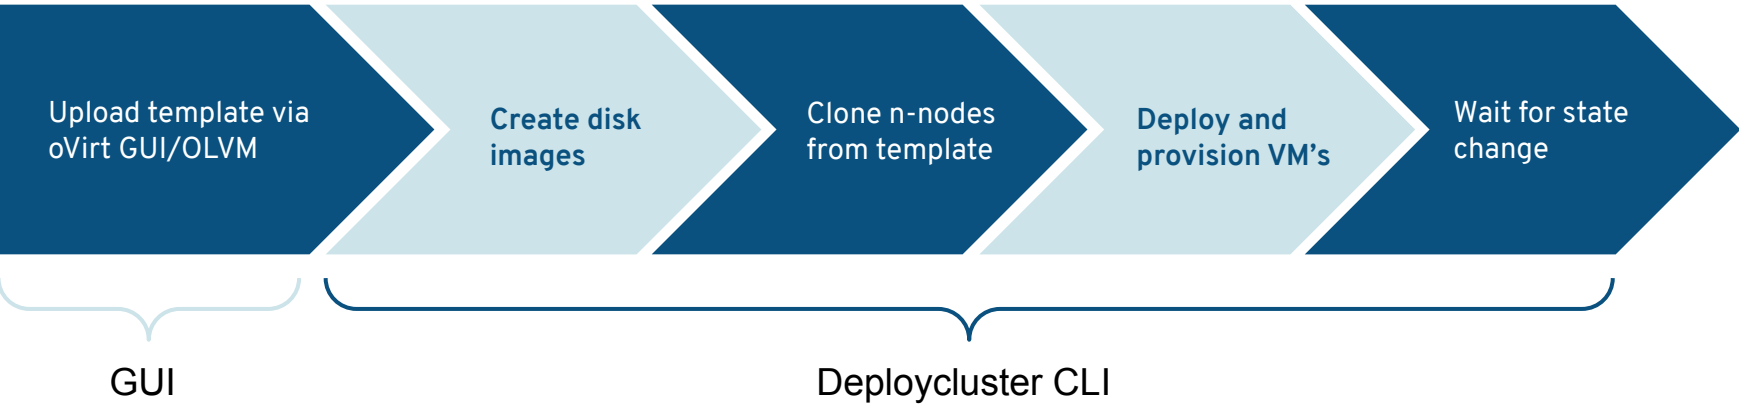 Upload template via
oVirt GUI/OLVM
Create disk
images
Clone n-nodes
from template
Deploy and
provision VM's
Wait for state
change
GUI
Deploycluster CLI